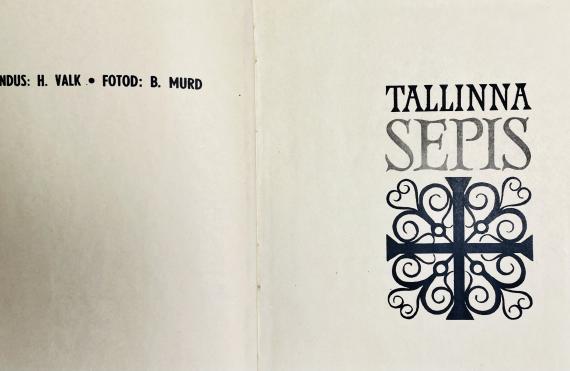 NDUS: H. VALK • FOTOD: B. MURD
TALLINNA
SEPIS